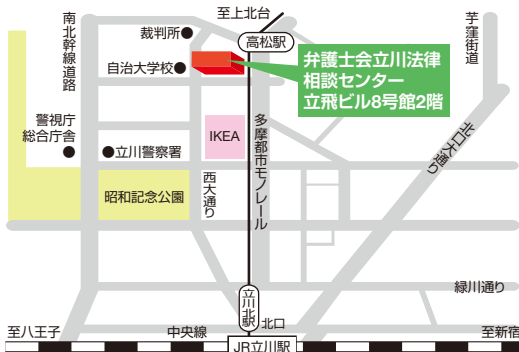 至上北台
南北幹線道路
裁判所
高松駅
芋窪街道
自治大学校
弁護士会立川法律
相談センター
立飛ビル8号館2階
警視庁
総合庁舎
立川警察署
IKEA
多摩都市モノレール
北口大通り
昭和記念公園
西大通り
立川北駅
北口
緑川通り
至八王子
中央線
JR立川駅
至新宿